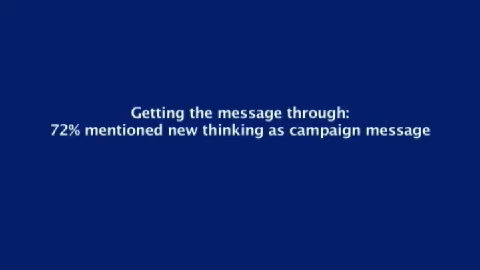 Getting the message through:
72% mentioned new thinking as campaign message